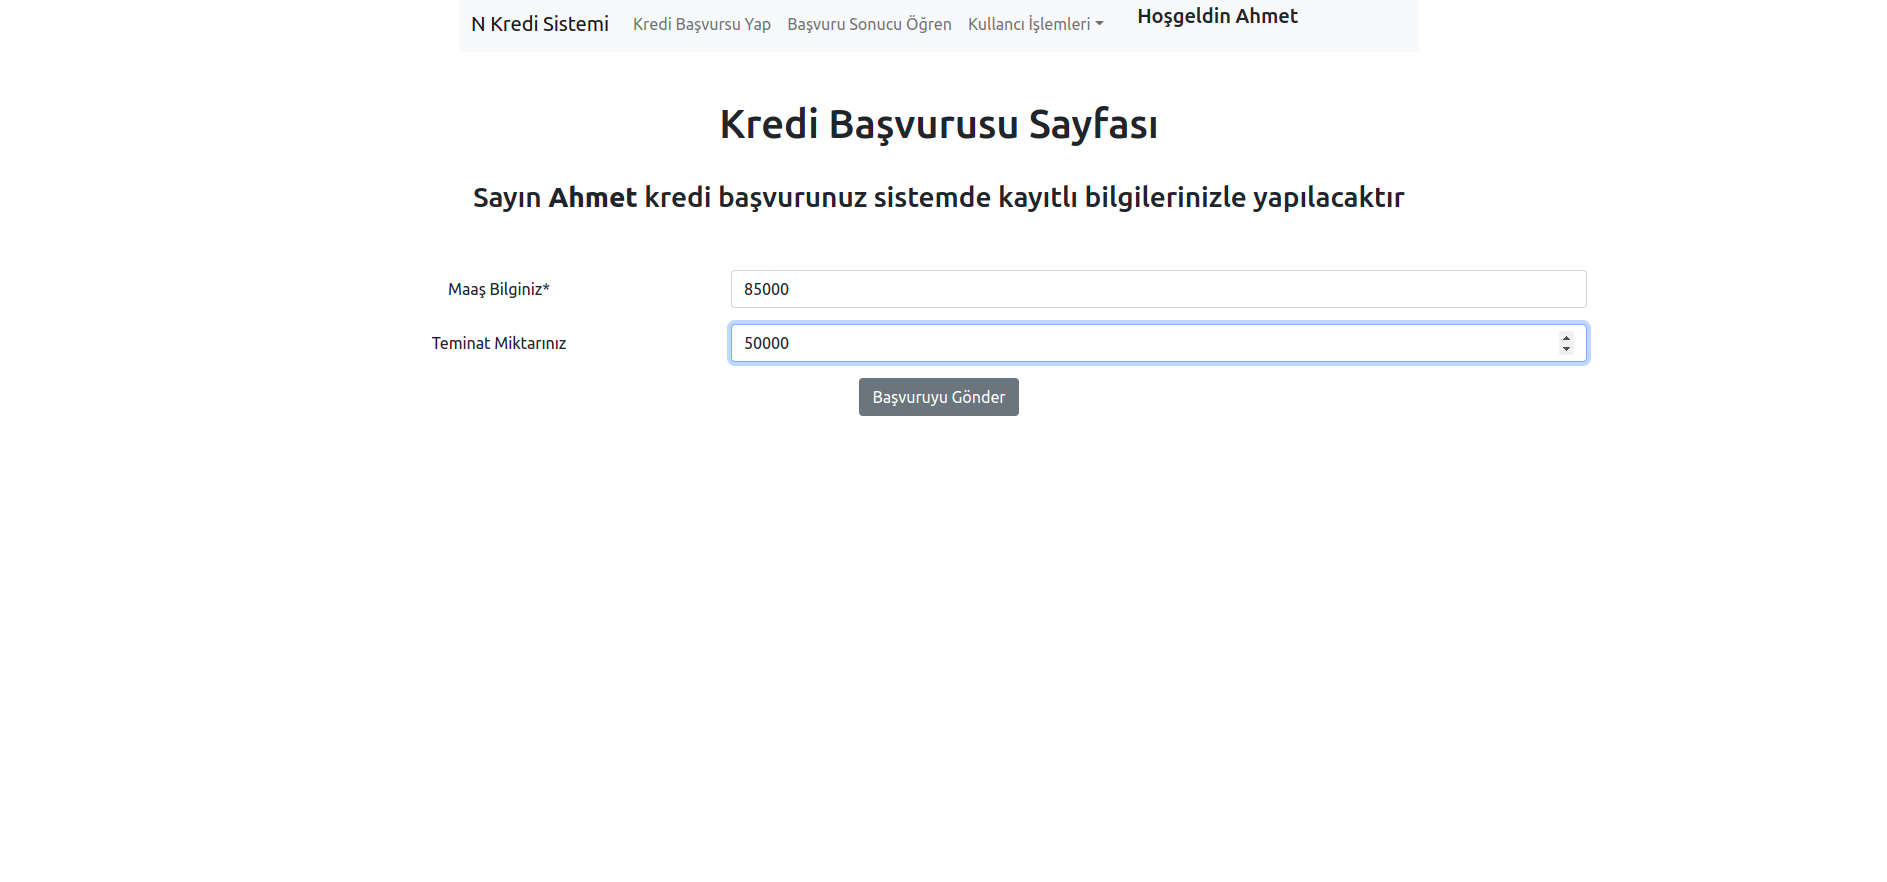 N Kredi Sistemi Kredi Başvursu Yap Başvuru Sonucu Öğren Kullancı İşlemleri Hoşgeldin Ahmet
Kredi Başvurusu Sayfası
Sayın Ahmet kredi başvurunuz sistemde kayıtlı bilgilerinizle yapılacaktır
Maaş Bilginiz* 85000
Teminat Miktarınız 50000
Başvuruyu Gönder